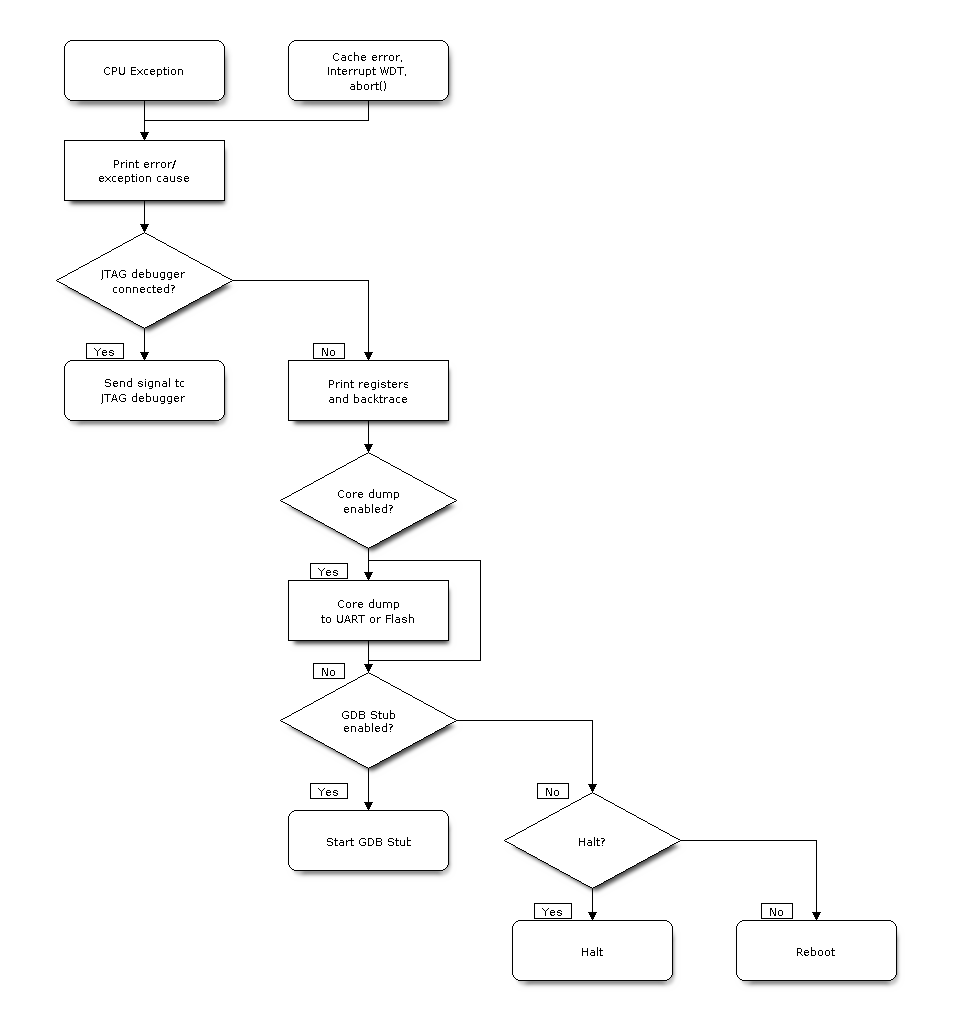 CPU Exception
Cache error,
Interrupt WDT,
abort()
Print error/
exception cause
JTAG debugger
connected?
Yes
No
Send signal to
JTAG debugger
Print registers
and backtrace
Core dump
enabled?
Yes
Core dump
to UART or Flash
No
GDB Stub
enabled?
Yes
No
Start GDB Stub
Halt?
Yes
No
Halt
Reboot